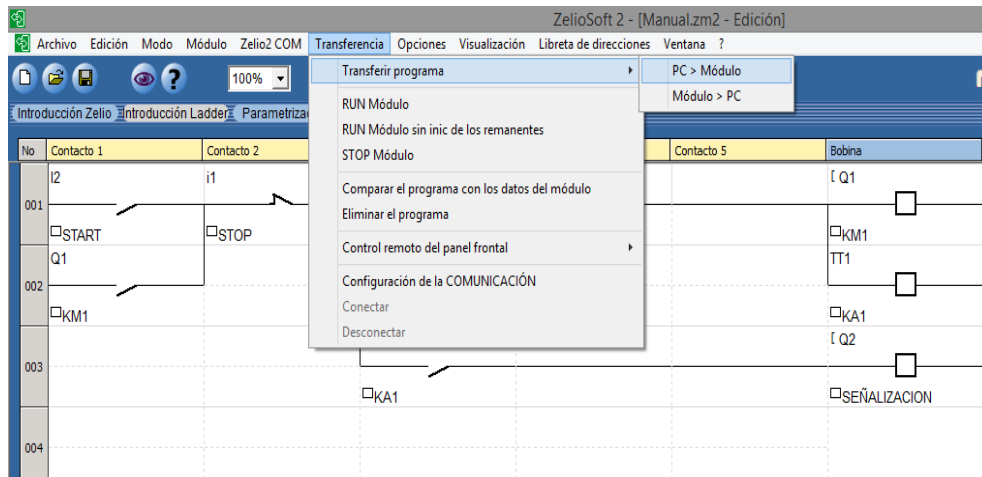 ZelioSoft 2 - [Manual.zm2 - Edición]
Archivo Edición Modo Módulo Zelio2 COM Transferencia Opciones Visualización Libreta de direcciones Ventana ?
100%
Transferir programa
PC > Módulo
Módulo > PC
Introducción Zelio Introducción Ladder
RUN Módulo
RUN Módulo sin inic de los remanentes
STOP Módulo
Comparar el programa con los datos del módulo
Eliminar el programa
Control remoto del panel frontal
Configuración de la COMUNICACIÓN
Conectar
Desconectar
No Contacto 1 Contacto 2 Contacto 5 Bobina
I2 i1 [ Q1
001
START STOP KM1
Q1 TT1
002
KM1 KA1
[ Q2
003
KA1 SEÑALIZACION
004